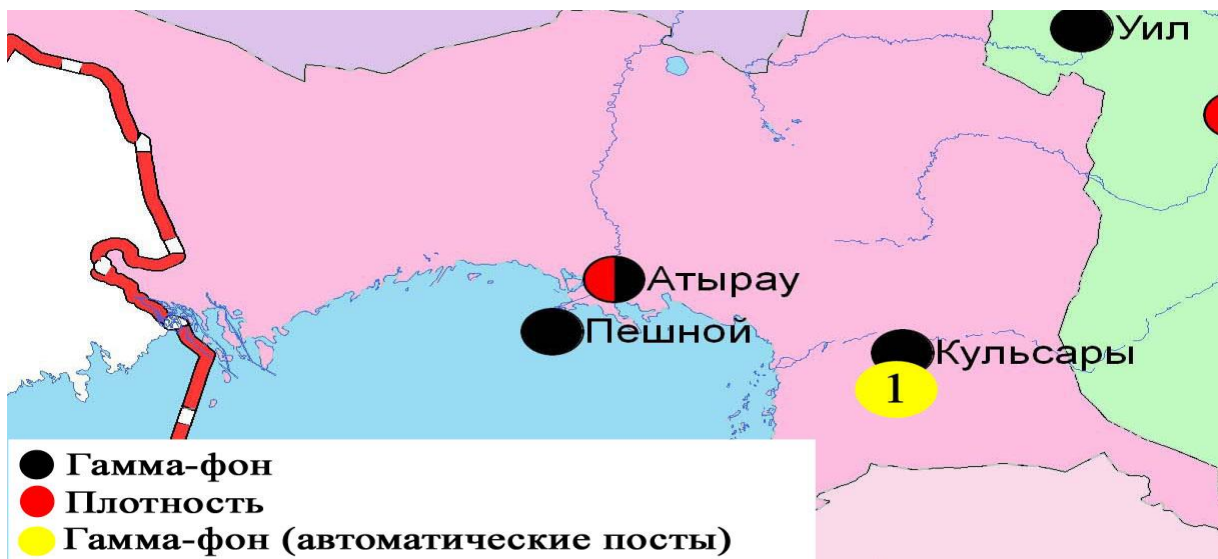 Уил
Атырау
Пешной
Кульсары
1
Гамма-фон
Плотность
Гамма-фон (автоматические посты)